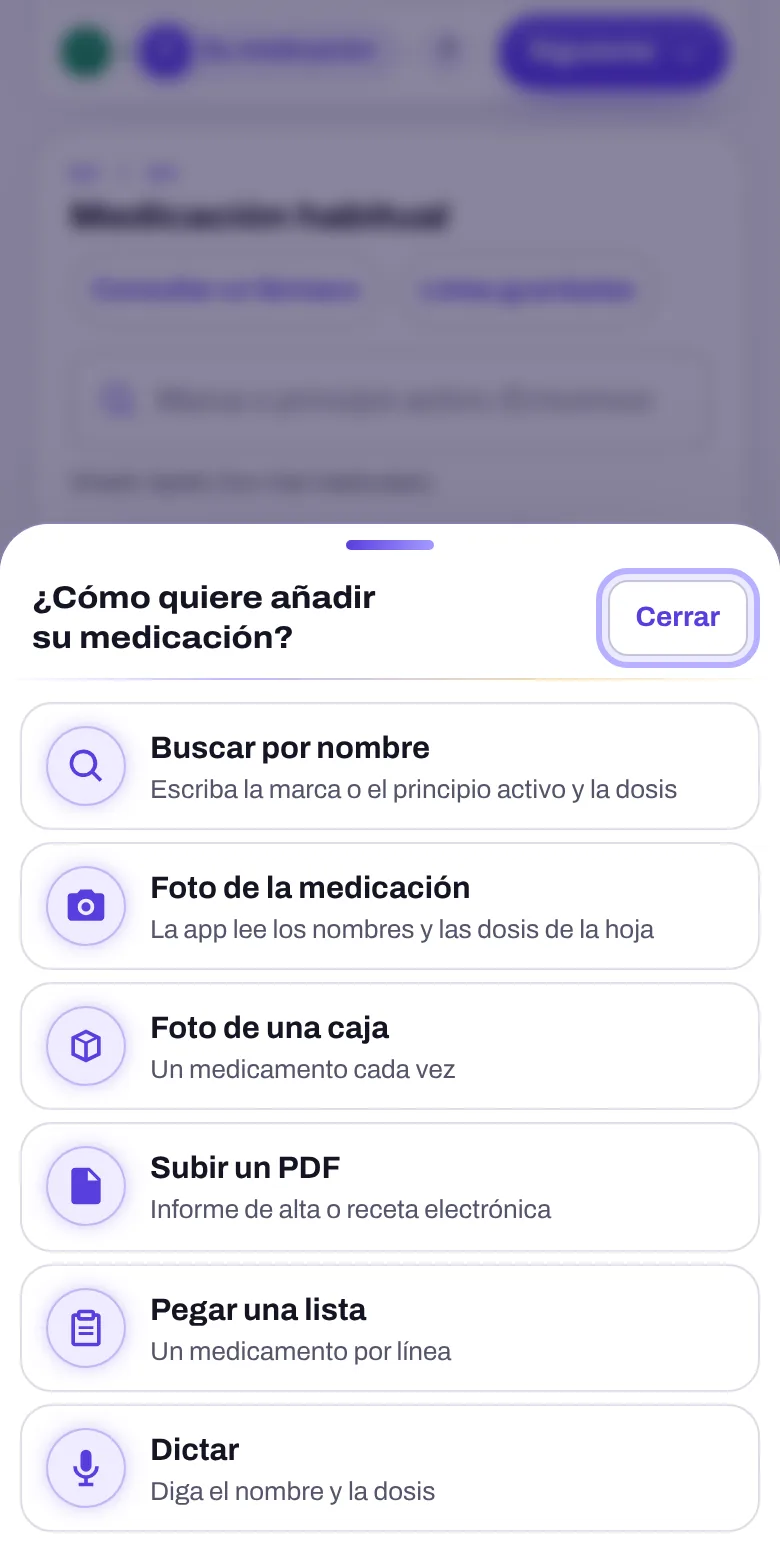 Medicación habitual
¿Cómo quiere añadir
su medicación?
Cerrar
Buscar por nombre
Escriba la marca o el principio activo y la dosis
Foto de la medicación
La app lee los nombres y las dosis de la hoja
Foto de una caja
Un medicamento cada vez
Subir un PDF
Informe de alta o receta electrónica
Pegar una lista
Un medicamento por línea
Dictar
Diga el nombre y la dosis